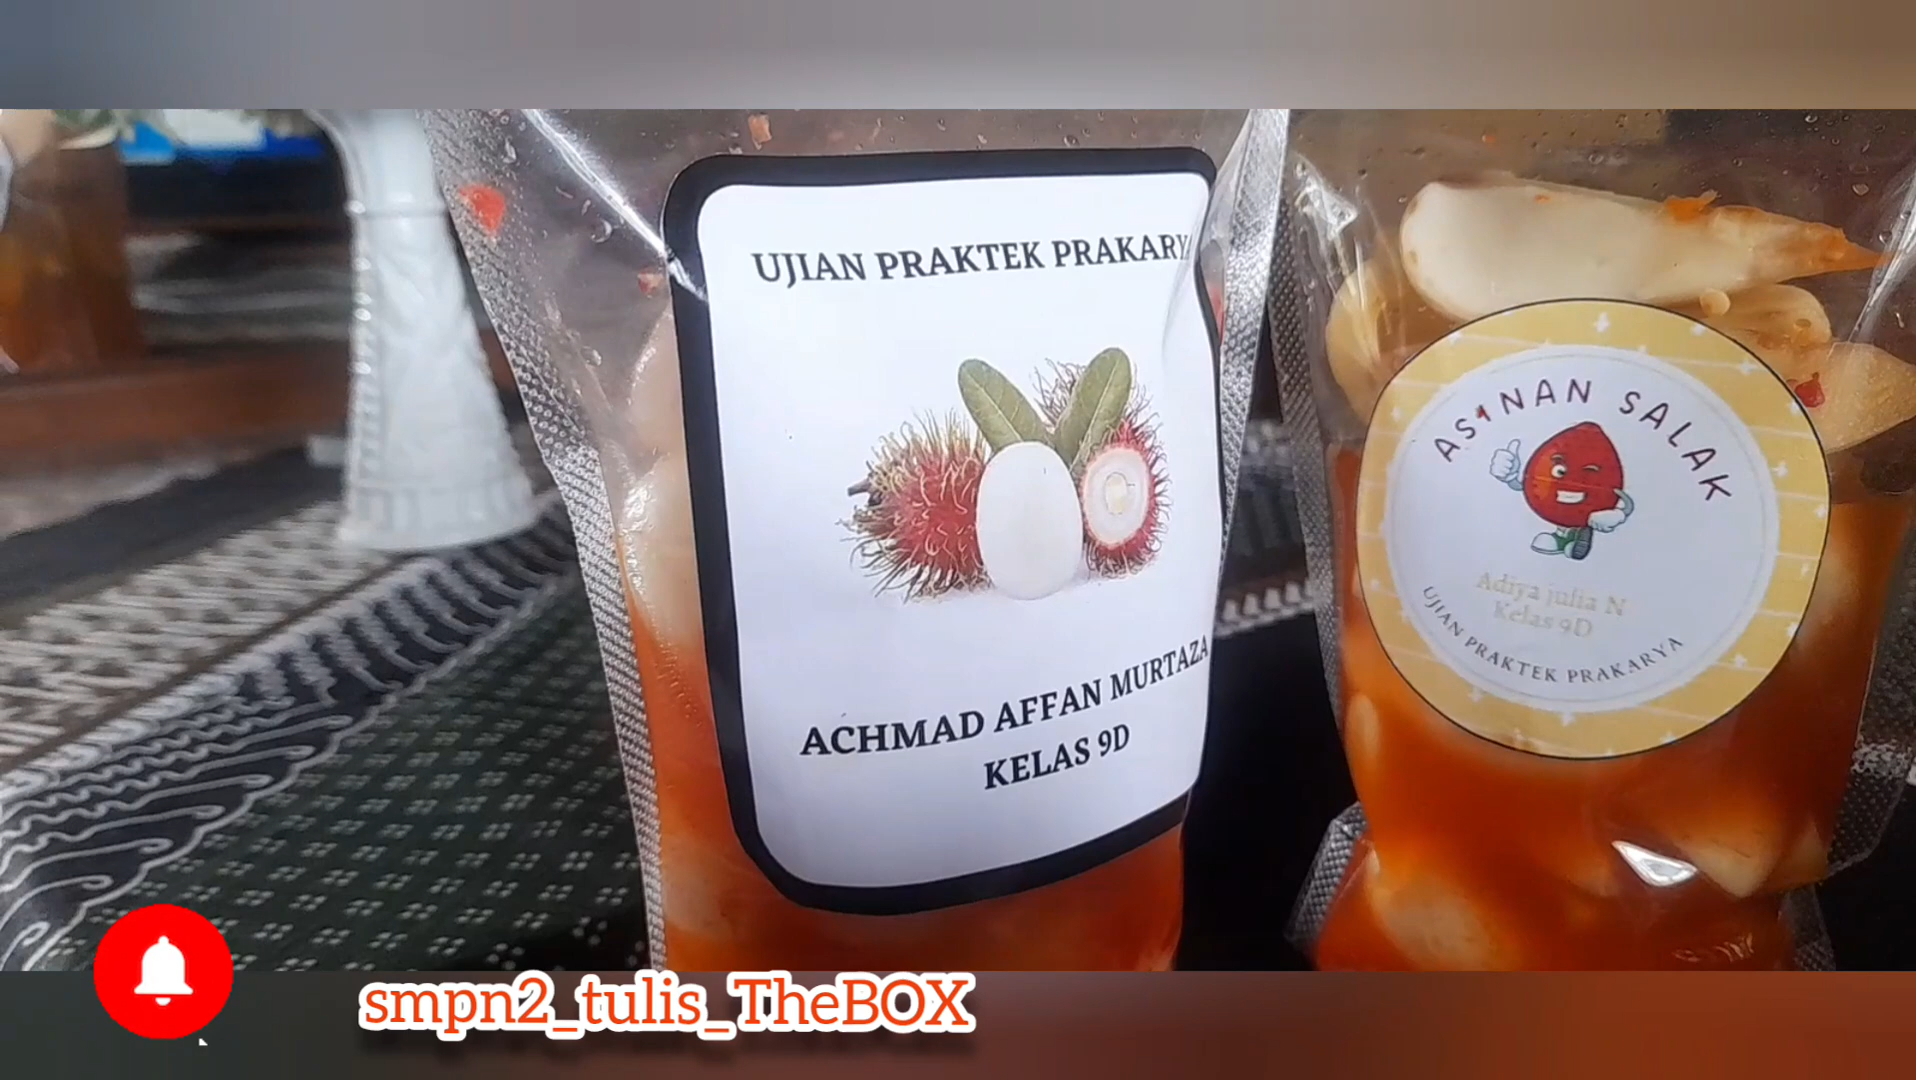 UJIAN PRAKTEK PRAKARY
ACHMAD AFFAN MURTAZA
KELAS 9D
ASINAN SALAK
Adiya julia N
Kelas 9D
UJIAN PRAKTEK PRAKARYA
smpn2_tulis_TheBOX